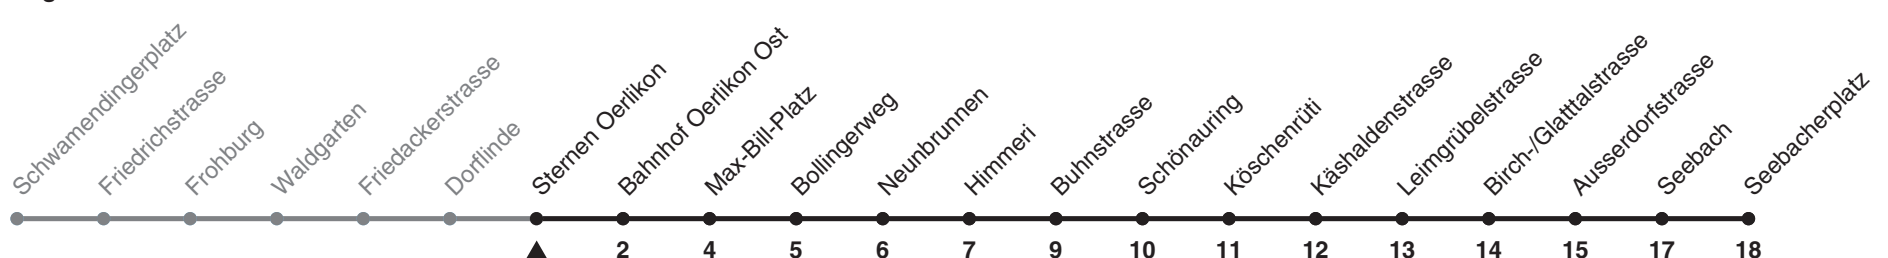 Schwamendingerplatz
Friedrichstrasse
Frohburg
Waldgarten
Friedackerstrasse
Dorflinde
Sternen Oerlikon
Bahnhof Oerlikon Ost
Max-Bill-Platz
Bollingerweg
Neunbrunnen
Himmeri
Buhnstrasse
Schönauring
Köschenrüti
Käshaldenstrasse
Leimgrübelstrasse
Birch-/Glatttalstrasse
Ausserdorfstrasse
Seebach
Seebacherplatz
2 4 5 6 7 9 10 11 12 13 14 15 17 18